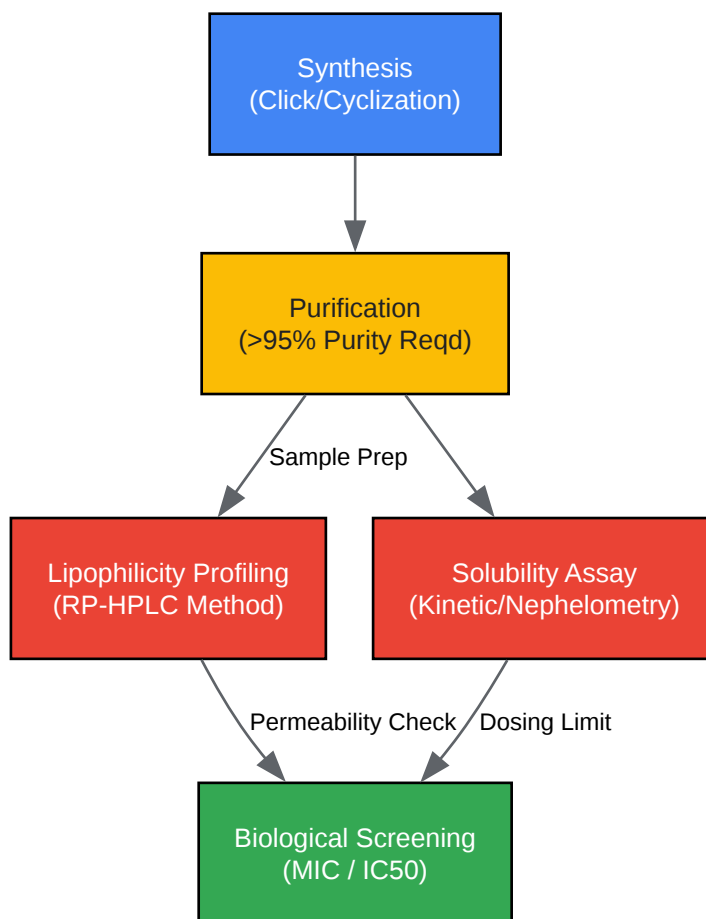 Synthesis
(Click/Cyclization)
Purification
(>95% Purity Reqd)
Sample Prep
Lipophilicity Profiling
(RP-HPLC Method)
Solubility Assay
(Kinetic/Nephelometry)
Permeability Check
Dosing Limit
Biological Screening
(MIC / IC50)